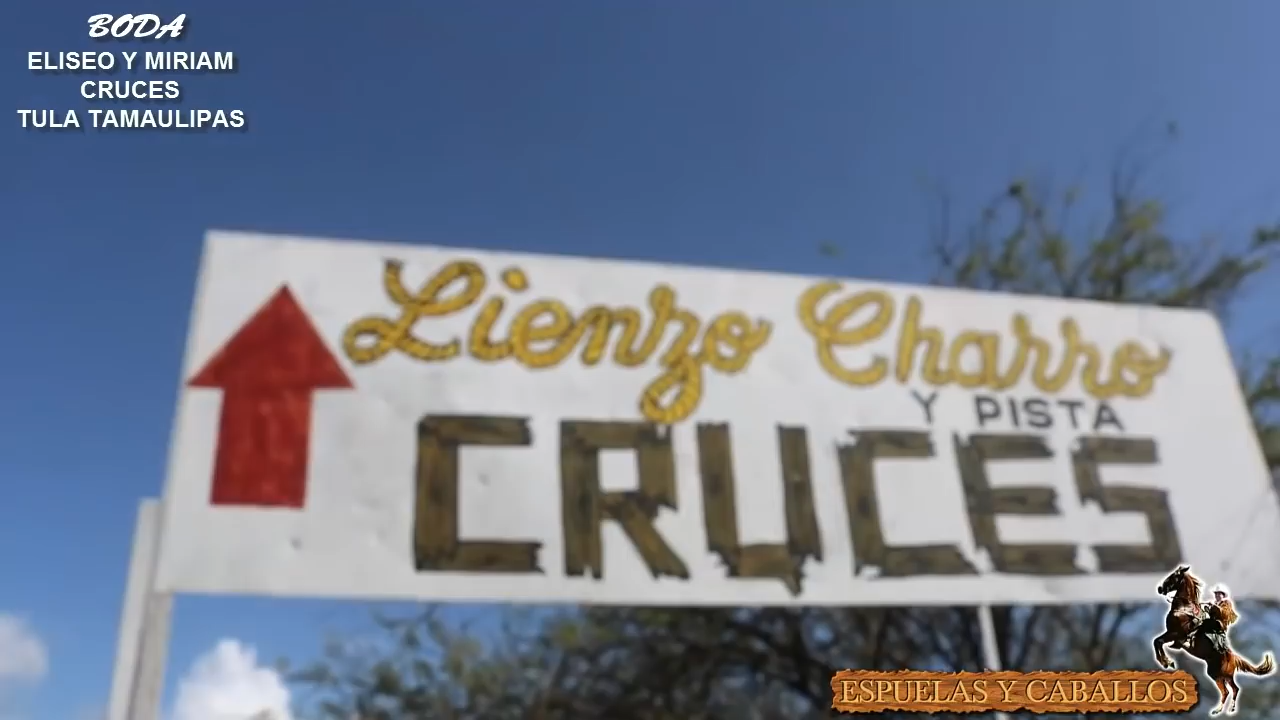 BODA
ELISEO Y MIRIAM
CRUCES
TULA TAMAULIPAS
Lienzo Charro
Y PISTA
CRUCES
ESPUELAS Y CABALLOS